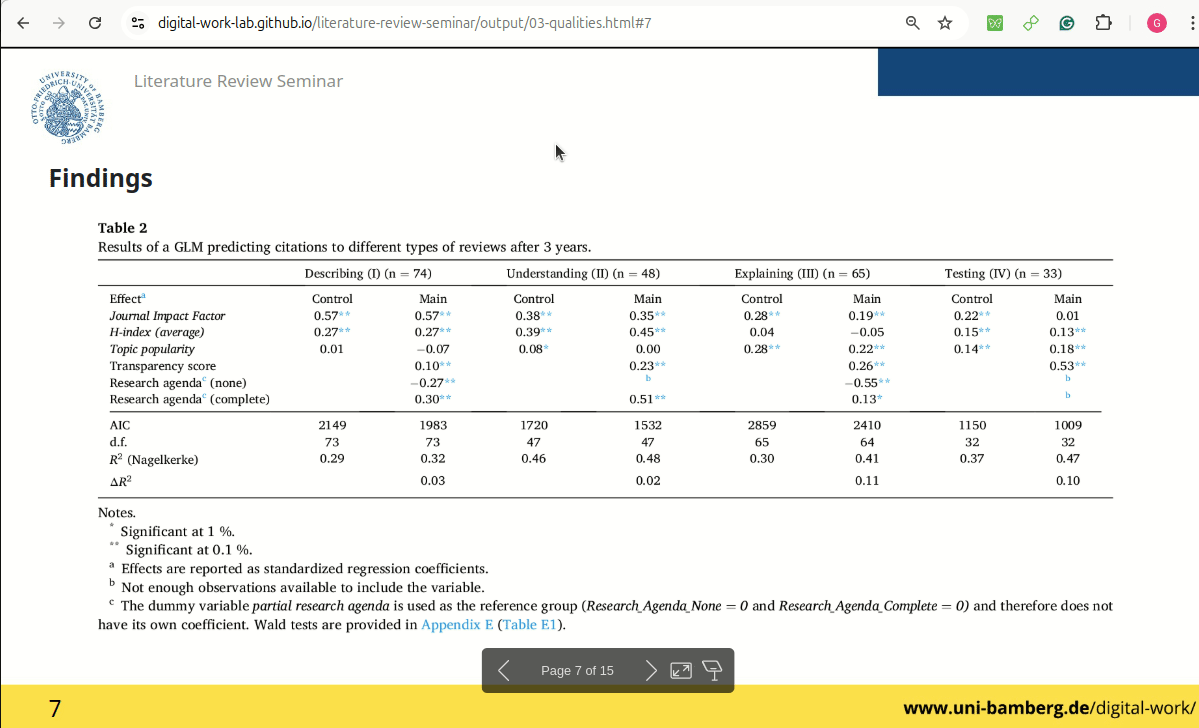 digital-work-lab.github.io/literature-review-seminar/output/03-qualities.html#7
G
Literature Review Seminar
Findings
Table 2
Results of a GLM predicting citations to different types of reviews after 3 years.
Describing (I) (n = 74) Understanding (II) (n = 48) Explaining (III) (n = 65) Testing (IV) (n = 33)
Effect^a Control Main Control Main Control Main Control Main
Journal Impact Factor 0.57** 0.57** 0.38** 0.35** 0.28** 0.19** 0.22** 0.01
H-index (average) 0.27** 0.27** 0.39** 0.45** 0.04 −0.05 0.15** 0.13**
Topic popularity 0.01 −0.07 0.08* 0.00 0.28** 0.22** 0.14** 0.18**
Transparency score 0.10** 0.23** 0.26** 0.53**
Research agenda^c (none) −0.27** b −0.55** b
Research agenda^c (complete) 0.30** 0.51** 0.13* b
AIC 2149 1983 1720 1532 2859 2410 1150 1009
d.f. 73 73 47 47 65 64 32 32
R² (Nagelkerke) 0.29 0.32 0.46 0.48 0.30 0.41 0.37 0.47
ΔR² 0.03 0.02 0.11 0.10
Notes.
* Significant at 1 %.
** Significant at 0.1 %.
a Effects are reported as standardized regression coefficients.
b Not enough observations available to include the variable.
c The dummy variable partial research agenda is used as the reference group (Research_Agenda_None = 0 and Research_Agenda_Complete = 0) and therefore does not
have its own coefficient. Wald tests are provided in Appendix E (Table E1).
Page 7 of 15
7
www.uni-bamberg.de/digital-work/